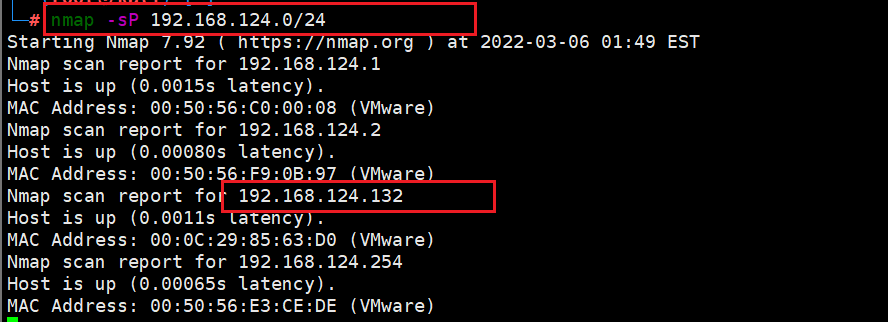 └─# nmap -sP 192.168.124.0/24
Starting Nmap 7.92 ( https://nmap.org ) at 2022-03-06 01:49 EST
Nmap scan report for 192.168.124.1
Host is up (0.0015s latency).
MAC Address: 00:50:56:C0:00:08 (VMware)
Nmap scan report for 192.168.124.2
Host is up (0.00080s latency).
MAC Address: 00:50:56:F9:0B:97 (VMware)
Nmap scan report for 192.168.124.132
Host is up (0.0011s latency).
MAC Address: 00:0C:29:85:63:D0 (VMware)
Nmap scan report for 192.168.124.254
Host is up (0.00065s latency).
MAC Address: 00:50:56:E3:CE:DE (VMware)